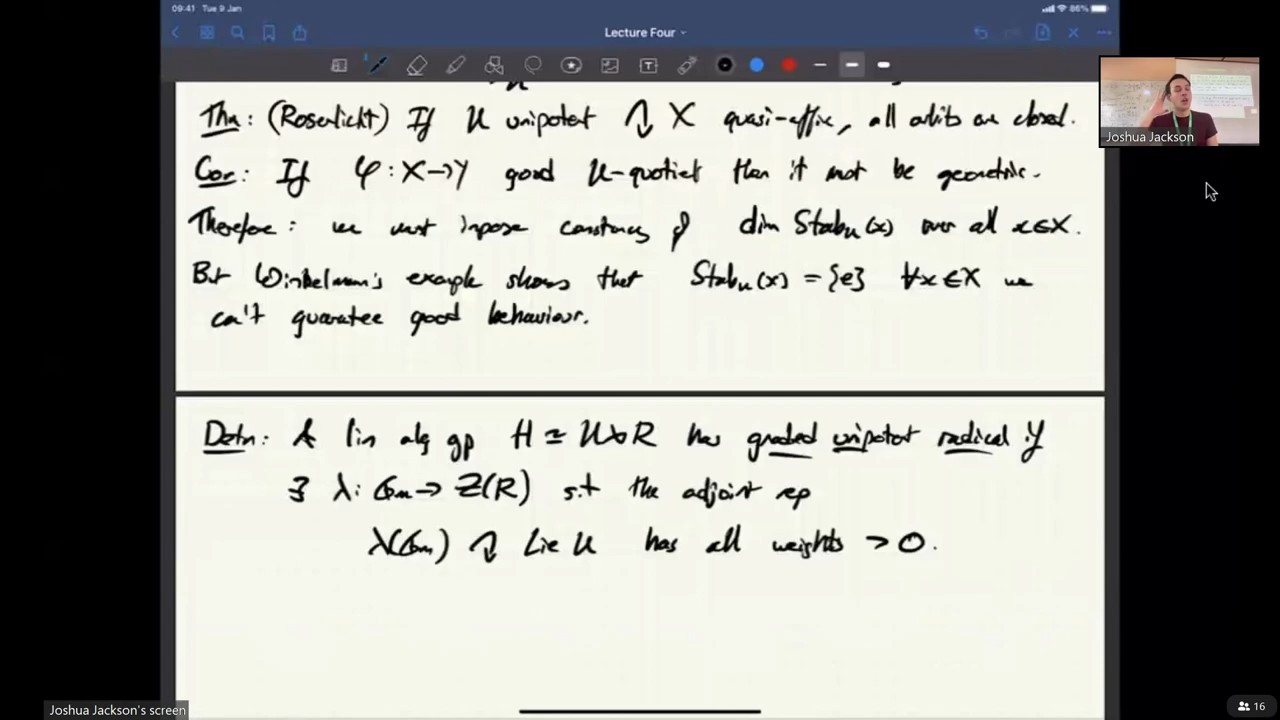 09:41 Tue 9 Jan
86%
Lecture Four
Thm: (Rosenlicht) If U unipotent ↷ X quasi-affine, all orbits are closed.
Cor: If φ: X→Y good U-quotient then it must be geometric.
Therefore: we must impose constancy of dim Stab_U(x) over all x∈X.
But Winkelmann's example shows that Stab_U(x) = {e} ∀x∈X we
can't guarantee good behaviour.
Defn: A lin alg gp H ≃ U⋊R has graded unipotent radical if
∃ λ: Gm → Z(R) s.t the adjoint rep
λ(Gm) ↷ Lie U has all weights > 0.
Joshua Jackson
Joshua Jackson's screen
16